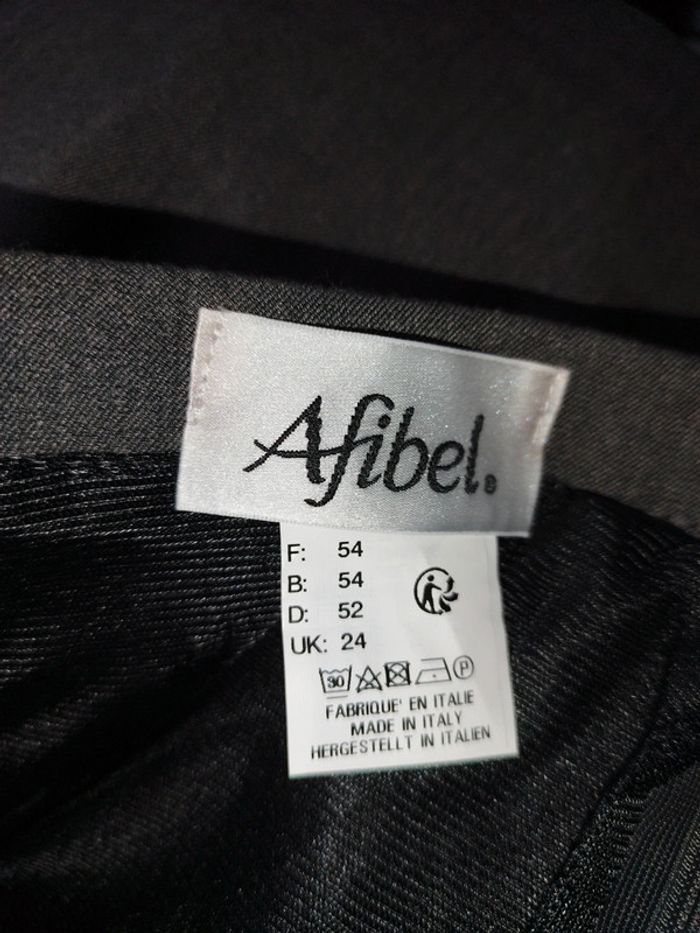 Afibel®
F: 54
B: 54
D: 52
UK: 24
30 P
FABRIQUE' EN ITALIE
MADE IN ITALY
HERGESTELLT IN ITALIEN